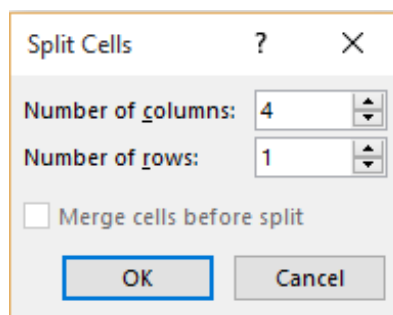 Split Cells ?
Number of columns: 4
Number of rows: 1
Merge cells before split
OK Cancel